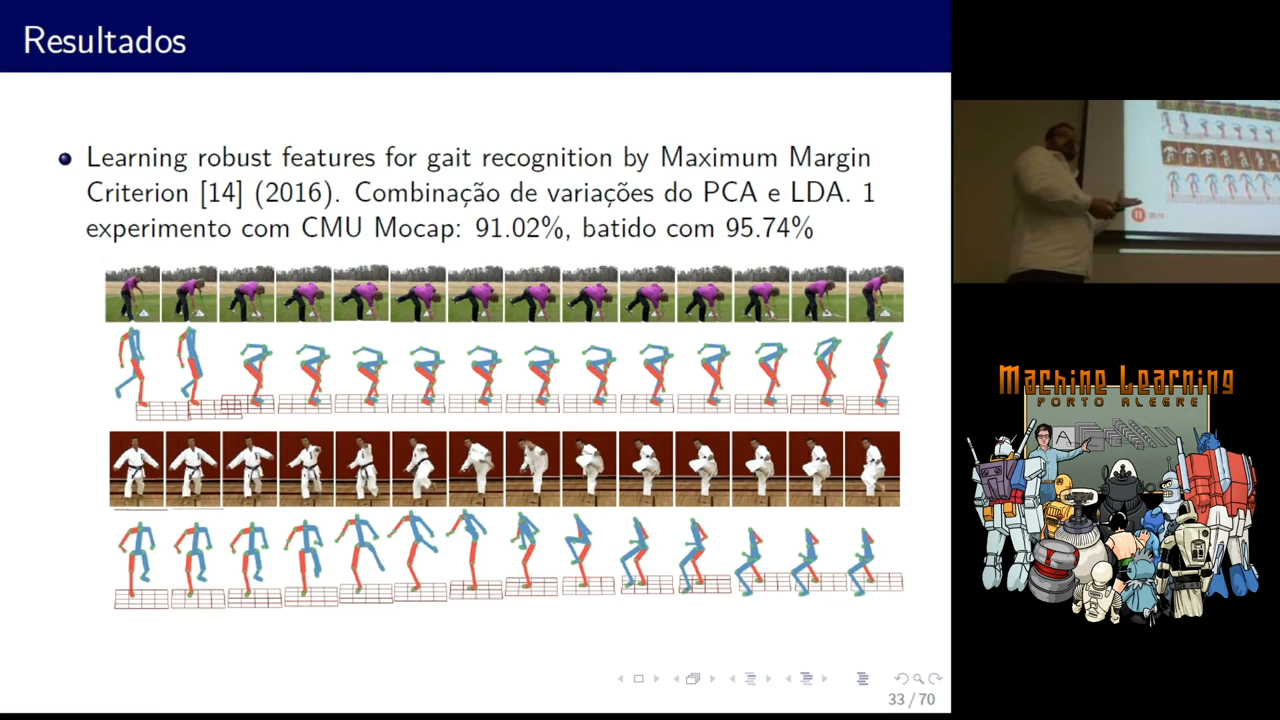 Resultados
Learning robust features for gait recognition by Maximum Margin
Criterion [14] (2016). Combinação de variações do PCA e LDA. 1
experimento com CMU Mocap: 91.02%, batido com 95.74%
33 / 70
Machine Learning
PORTO ALEGRE
A